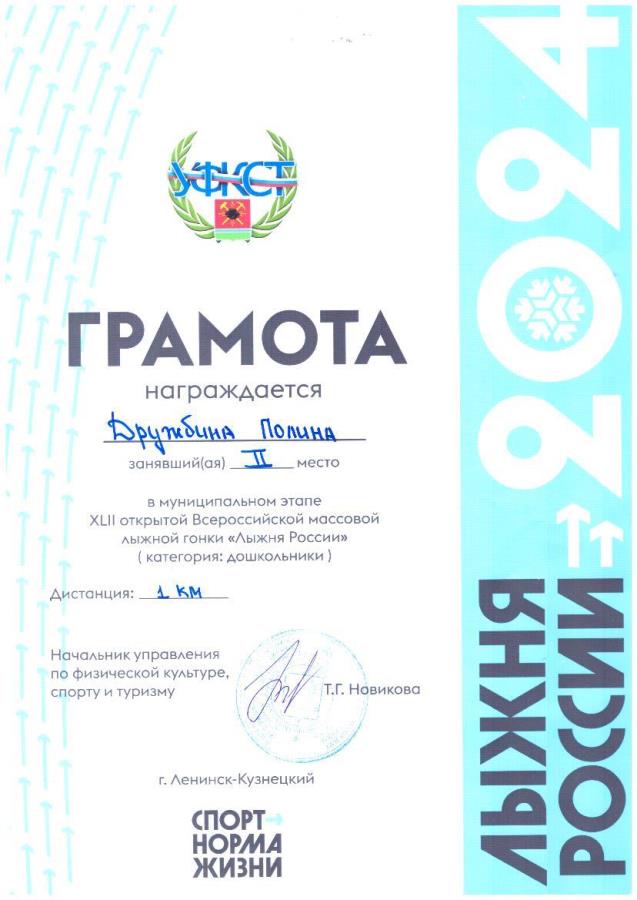 УФКСТ
ГРАМОТА
награждается
Дружбина Полина
занявший(ая) II место
в муниципальном этапе
XLII открытой Всероссийской массовой
лыжной гонки «Лыжня России»
( категория: дошкольники )
Дистанция: 1 км
Начальник управления
по физической культуре,
спорту и туризму
Т.Г. Новикова
г. Ленинск-Кузнецкий
СПОРТ
НОРМА
ЖИЗНИ
ЛЫЖНЯ
РОССИИ 2024